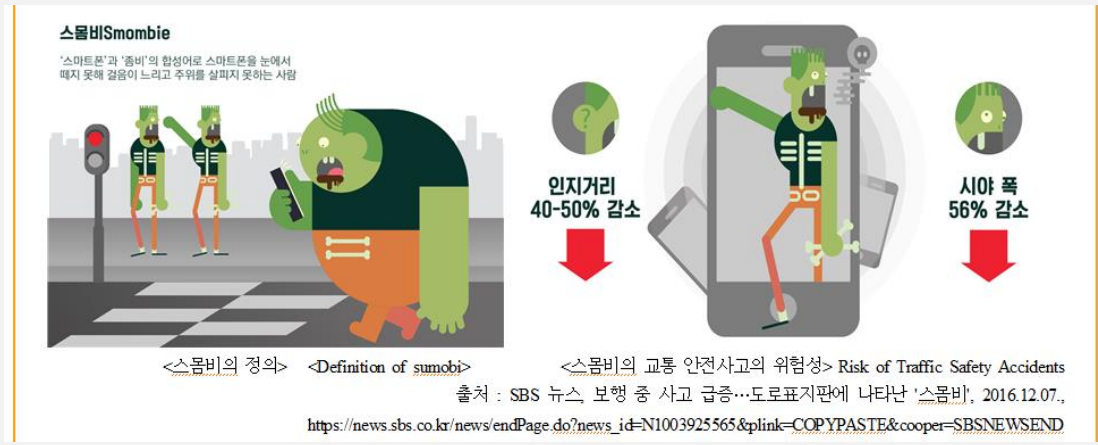 스몸비Smombie
'스마트폰'과 '좀비'의 합성어로 스마트폰을 눈에서
떼지 못해 걸음이 느리고 주위를 살피지 못하는 사람
인지거리
40-50% 감소
시야 폭
56% 감소
<스몸비의 정의> <Definition of sumobi>
<스몸비의 교통 안전사고의 위험성> Risk of Traffic Safety Accidents
출처 : SBS 뉴스, 보행 중 사고 급증…도로표지판에 나타난 '스몸비', 2016.12.07.,
https://news.sbs.co.kr/news/endPage.do?news_id=N1003925565&plink=COPYPASTE&cooper=SBSNEWSEND